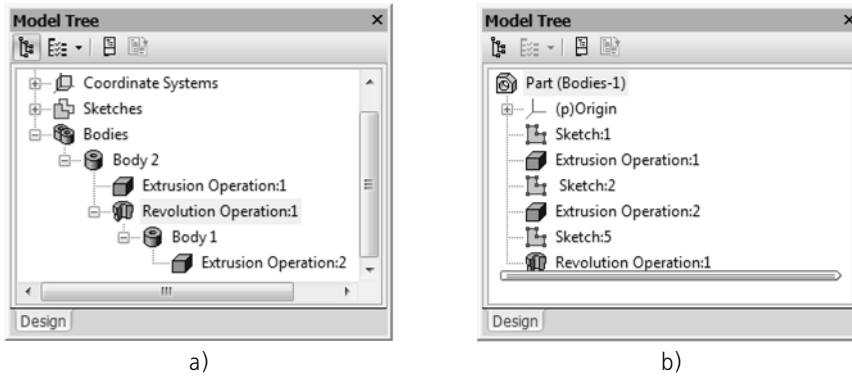 Model Tree
Coordinate Systems
Sketches
Bodies
Body 2
Extrusion Operation:1
Revolution Operation:1
Body 1
Extrusion Operation:2
Design
a)
Model Tree
Part (Bodies-1)
(p)Origin
Sketch:1
Extrusion Operation:1
Sketch:2
Extrusion Operation:2
Sketch:5
Revolution Operation:1
Design
b)